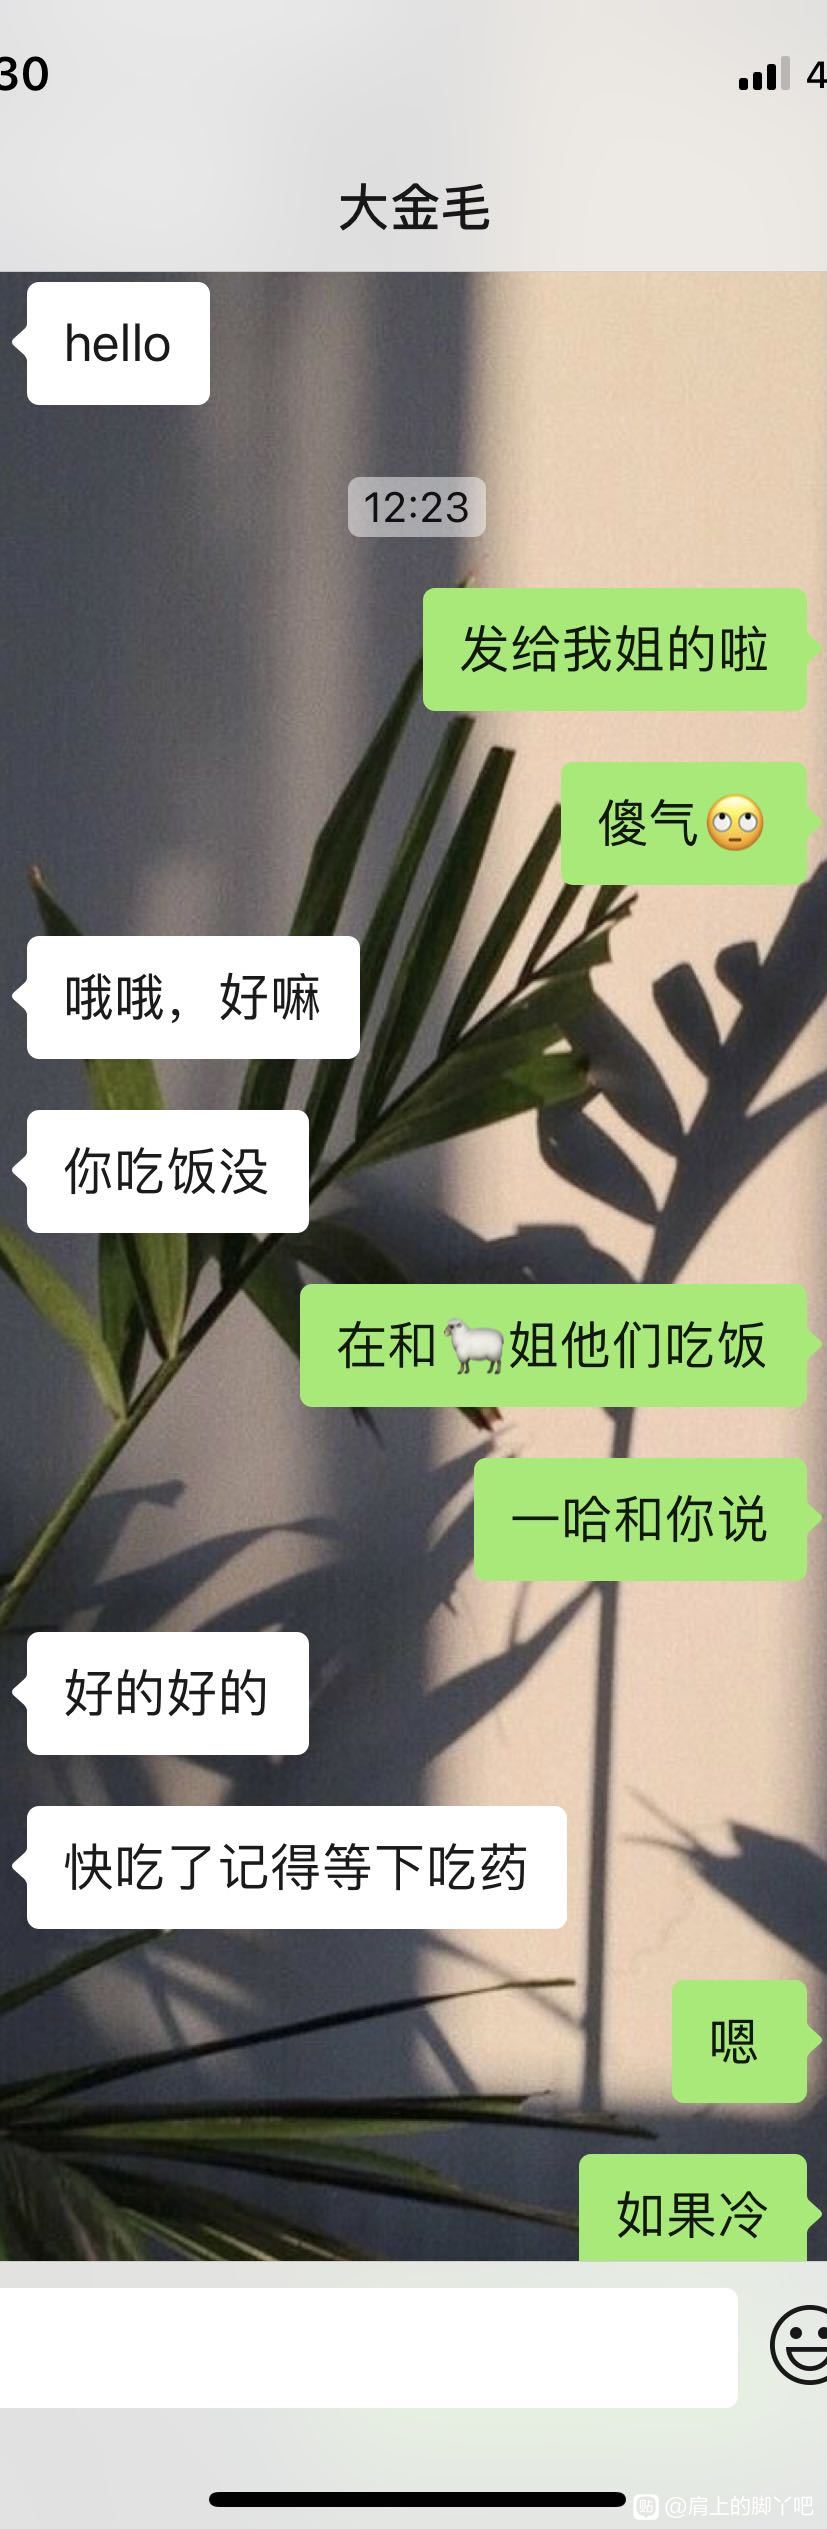 30
4
大金毛
hello
12:23
发给我姐的啦
傻气🙄
哦哦，好嘛
你吃饭没
在和🐑姐他们吃饭
一哈和你说
好的好的
快吃了记得等下吃药
嗯
如果冷
贴 @肩上的脚丫吧